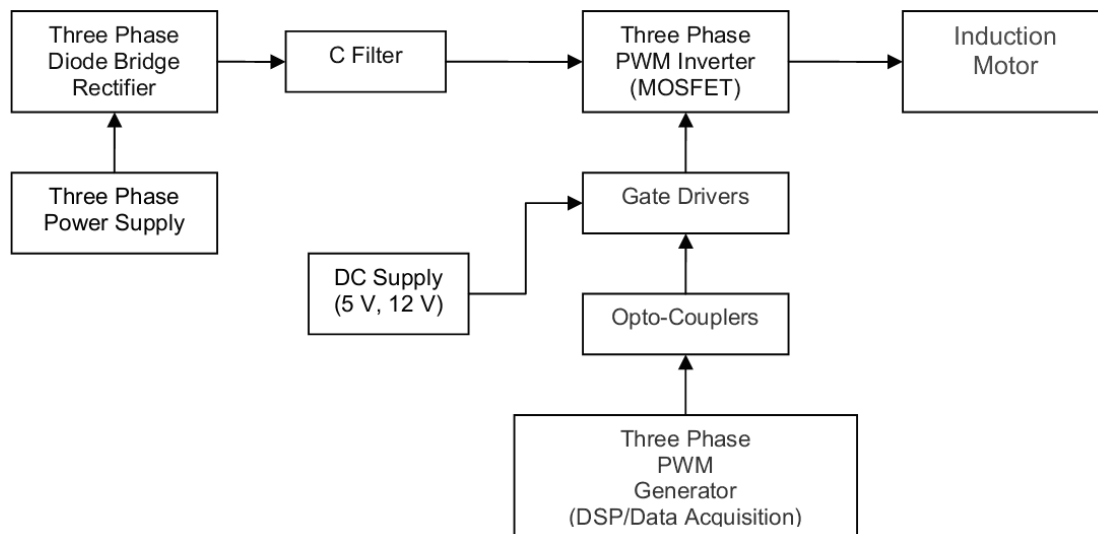 Three Phase
Diode Bridge
Rectifier
C Filter
Three Phase
PWM Inverter
(MOSFET)
Induction
Motor
Three Phase
Power Supply
Gate Drivers
DC Supply
(5 V, 12 V)
Opto-Couplers
Three Phase
PWM
Generator
(DSP/Data Acquisition)